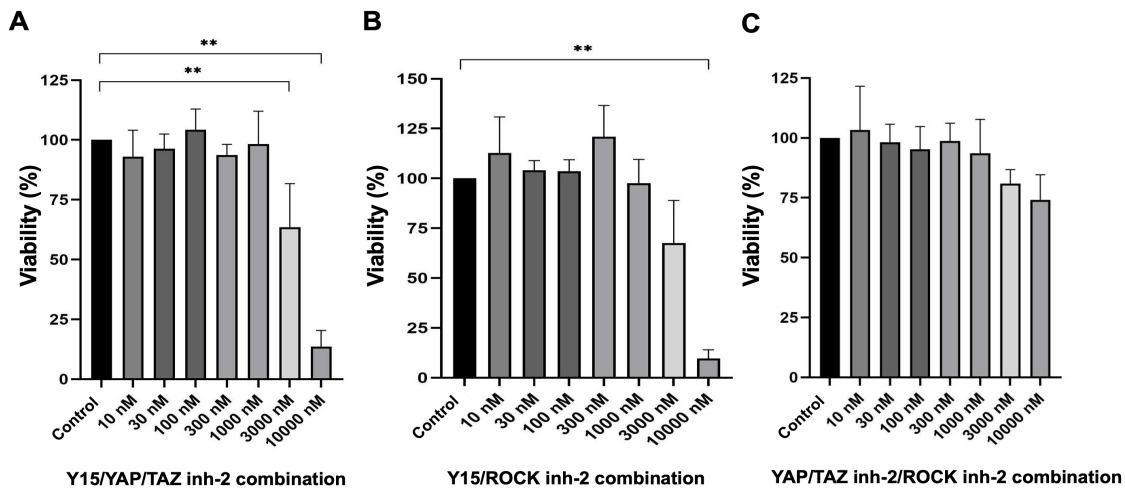 A
B
C
**
**
**
125
100
75
50
25
0
Viability (%)
Control
10 nM
30 nM
100 nM
300 nM
1000 nM
3000 nM
10000 nM
Y15/YAP/TAZ inh-2 combination
150
125
100
75
50
25
0
Viability (%)
Control
10 nM
30 nM
100 nM
300 nM
1000 nM
3000 nM
10000 nM
Y15/ROCK inh-2 combination
125
100
75
50
25
0
Viability (%)
Control
10 nM
30 nM
100 nM
300 nM
1000 nM
3000 nM
10000 nM
YAP/TAZ inh-2/ROCK inh-2 combination